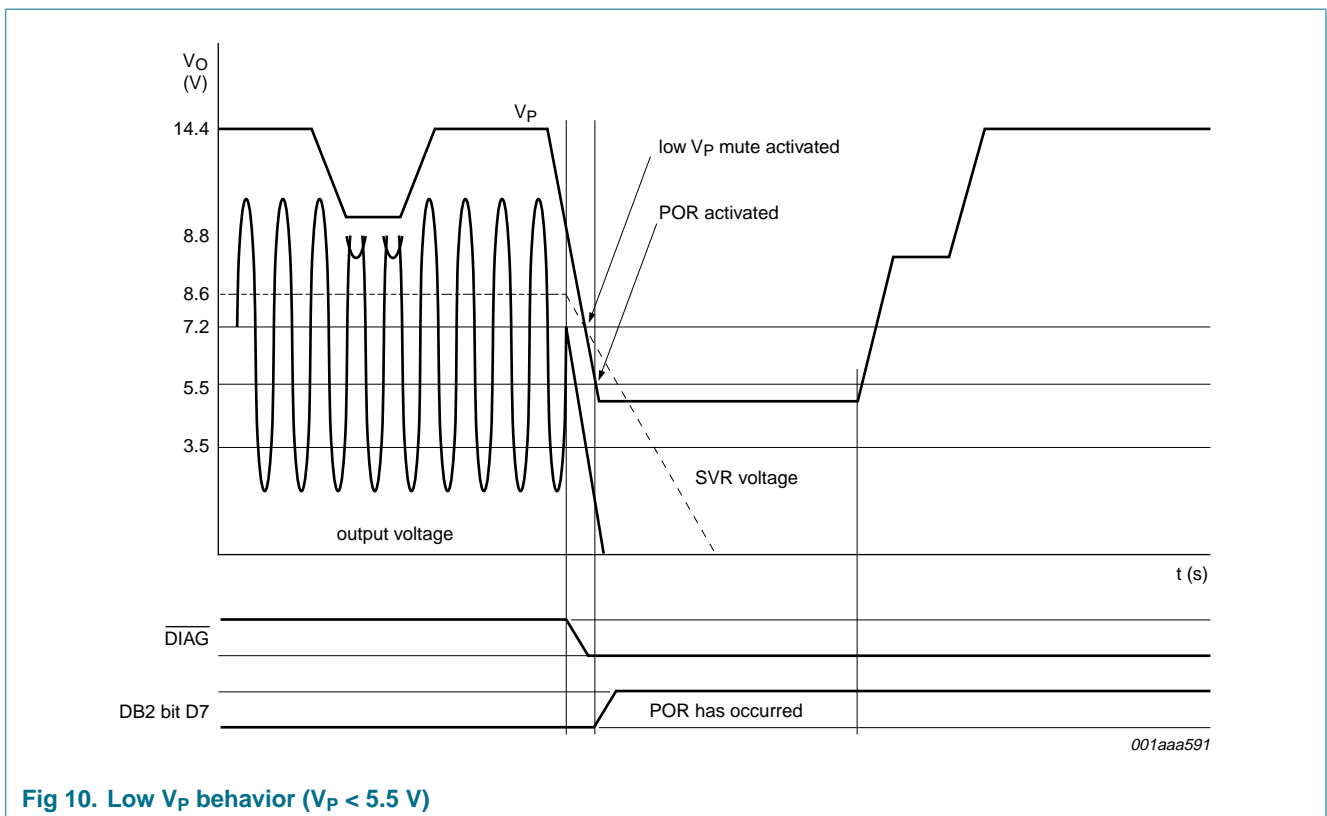 VO
(V)
14.4
VP
low VP mute activated
POR activated
8.8
8.6
7.2
5.5
3.5
SVR voltage
output voltage
t (s)
DIAG
DB2 bit D7
POR has occurred
001aaa591
Fig 10. Low VP behavior (VP < 5.5 V)